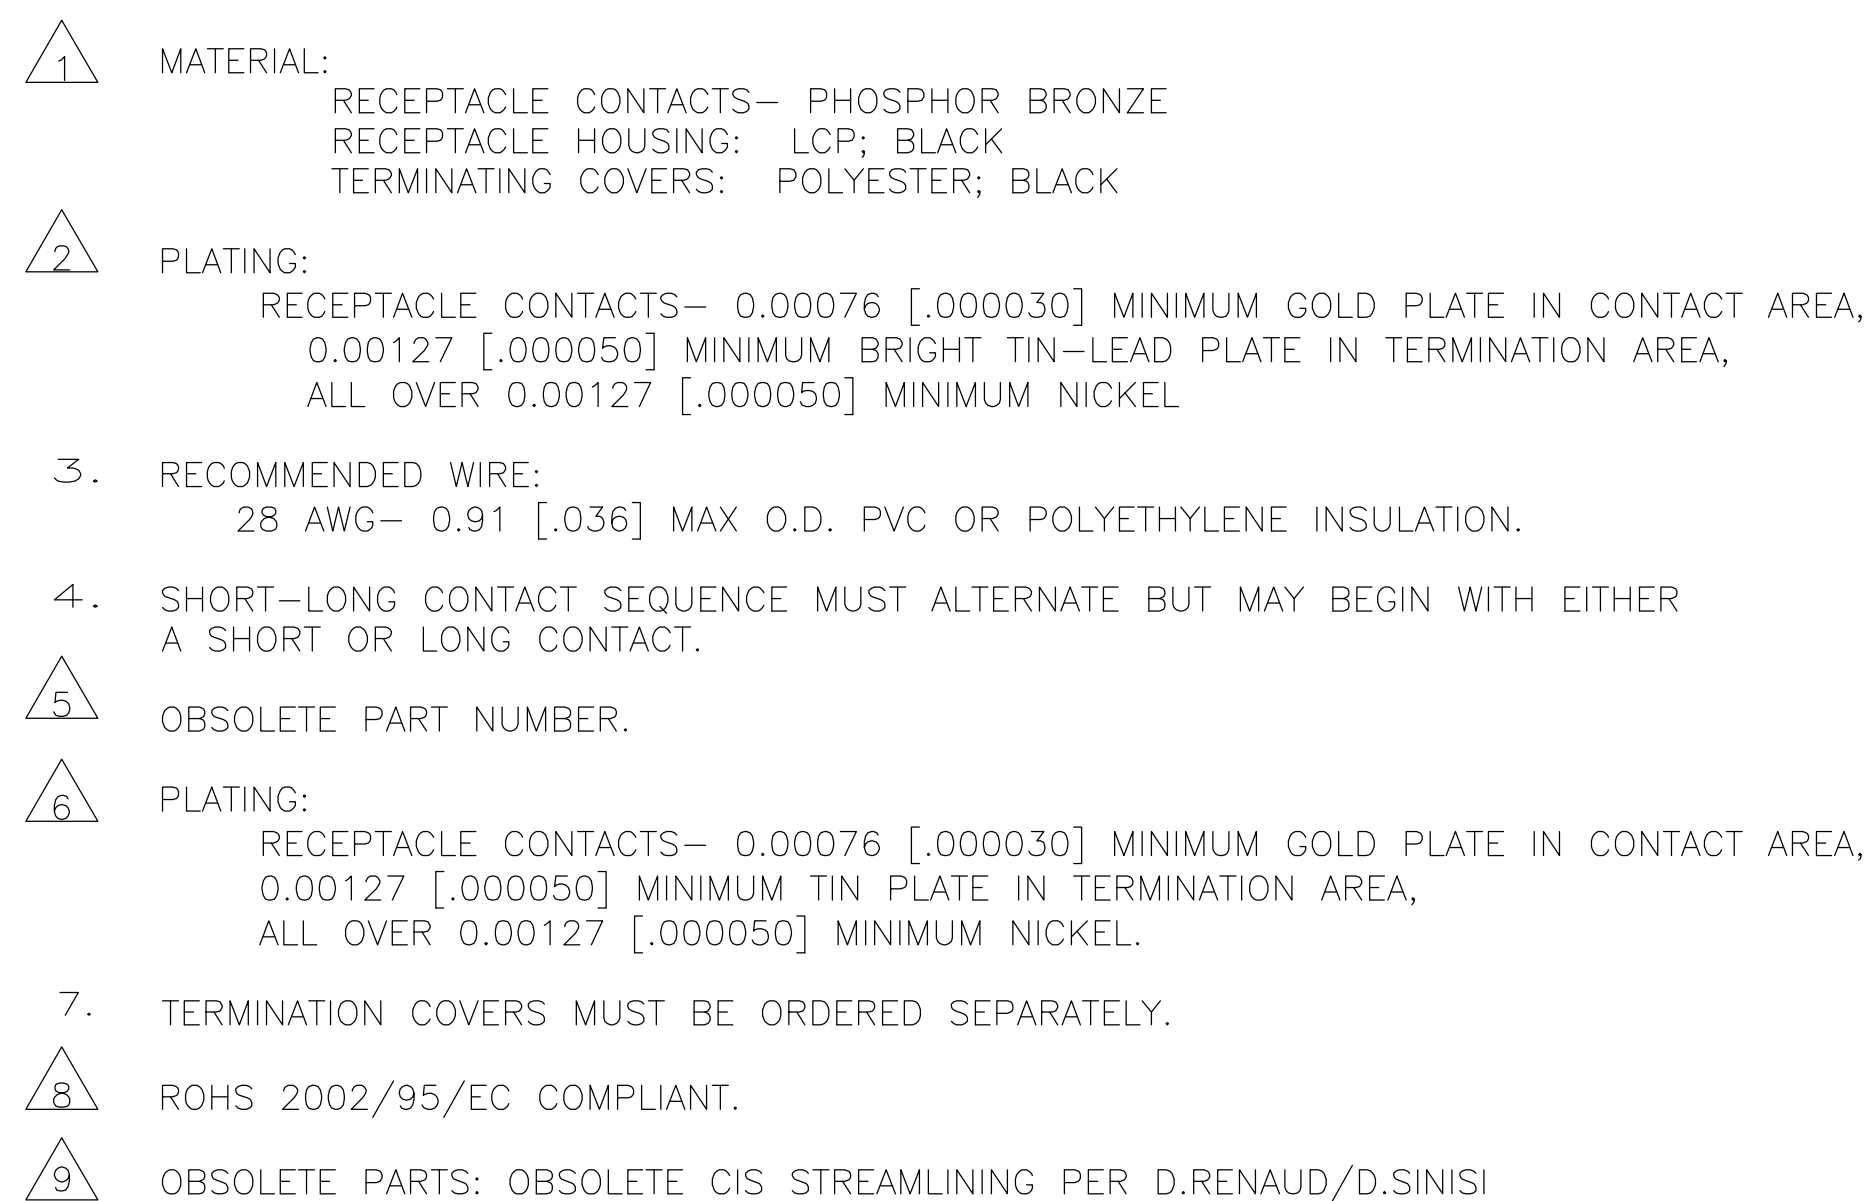 1 MATERIAL:
RECEPTACLE CONTACTS- PHOSPHOR BRONZE
RECEPTACLE HOUSING: LCP; BLACK
TERMINATING COVERS: POLYESTER; BLACK
2 PLATING:
RECEPTACLE CONTACTS- 0.00076 [.000030] MINIMUM GOLD PLATE IN CONTACT AREA,
0.00127 [.000050] MINIMUM BRIGHT TIN-LEAD PLATE IN TERMINATION AREA,
ALL OVER 0.00127 [.000050] MINIMUM NICKEL
3. RECOMMENDED WIRE:
28 AWG- 0.91 [.036] MAX O.D. PVC OR POLYETHYLENE INSULATION.
4. SHORT-LONG CONTACT SEQUENCE MUST ALTERNATE BUT MAY BEGIN WITH EITHER
A SHORT OR LONG CONTACT.
5 OBSOLETE PART NUMBER.
6 PLATING:
RECEPTACLE CONTACTS- 0.00076 [.000030] MINIMUM GOLD PLATE IN CONTACT AREA,
0.00127 [.000050] MINIMUM TIN PLATE IN TERMINATION AREA,
ALL OVER 0.00127 [.000050] MINIMUM NICKEL.
7. TERMINATION COVERS MUST BE ORDERED SEPARATELY.
8 ROHS 2002/95/EC COMPLIANT.
9 OBSOLETE PARTS: OBSOLETE CIS STREAMLINING PER D.RENAUD/D.SINISI